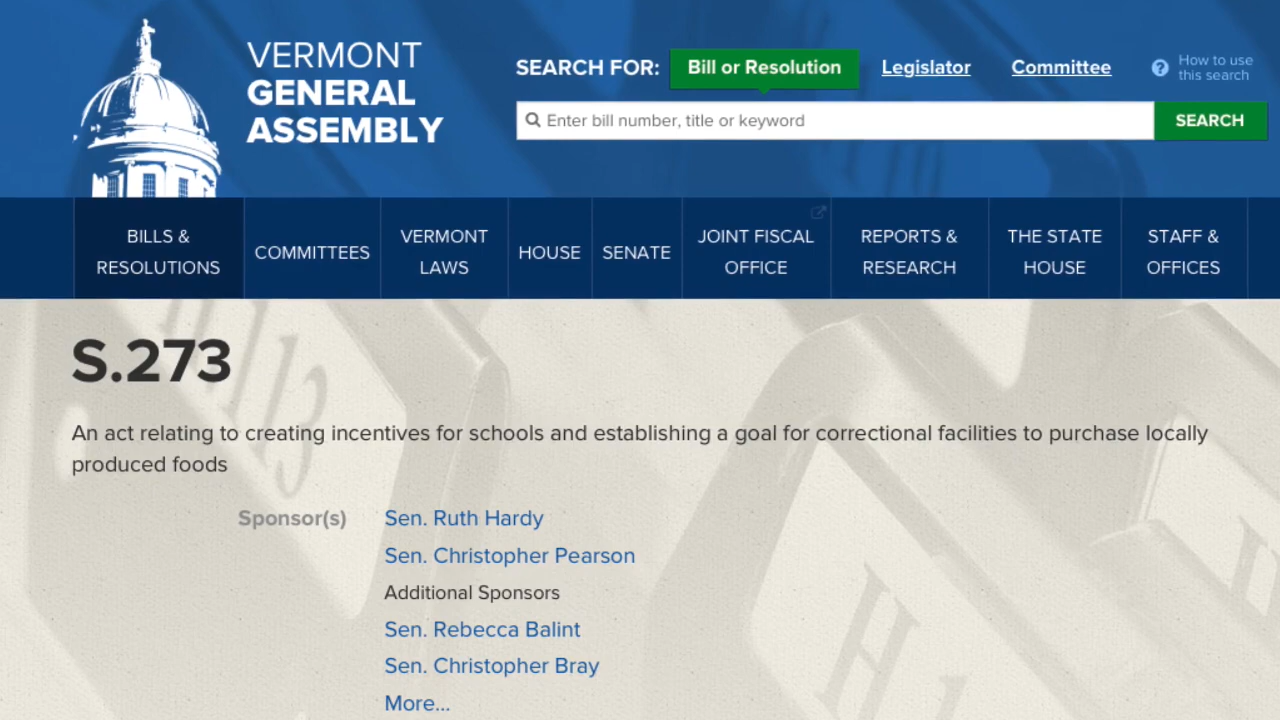 VERMONT
GENERAL
ASSEMBLY
SEARCH FOR:
Bill or Resolution
Legislator
Committee
How to use
this search
Enter bill number, title or keyword
SEARCH
BILLS &
RESOLUTIONS
COMMITTEES
VERMONT
LAWS
HOUSE
SENATE
JOINT FISCAL
OFFICE
REPORTS &
RESEARCH
THE STATE
HOUSE
STAFF &
OFFICES
S.273
An act relating to creating incentives for schools and establishing a goal for correctional facilities to purchase locally
produced foods
Sponsor(s)
Sen. Ruth Hardy
Sen. Christopher Pearson
Additional Sponsors
Sen. Rebecca Balint
Sen. Christopher Bray
More...